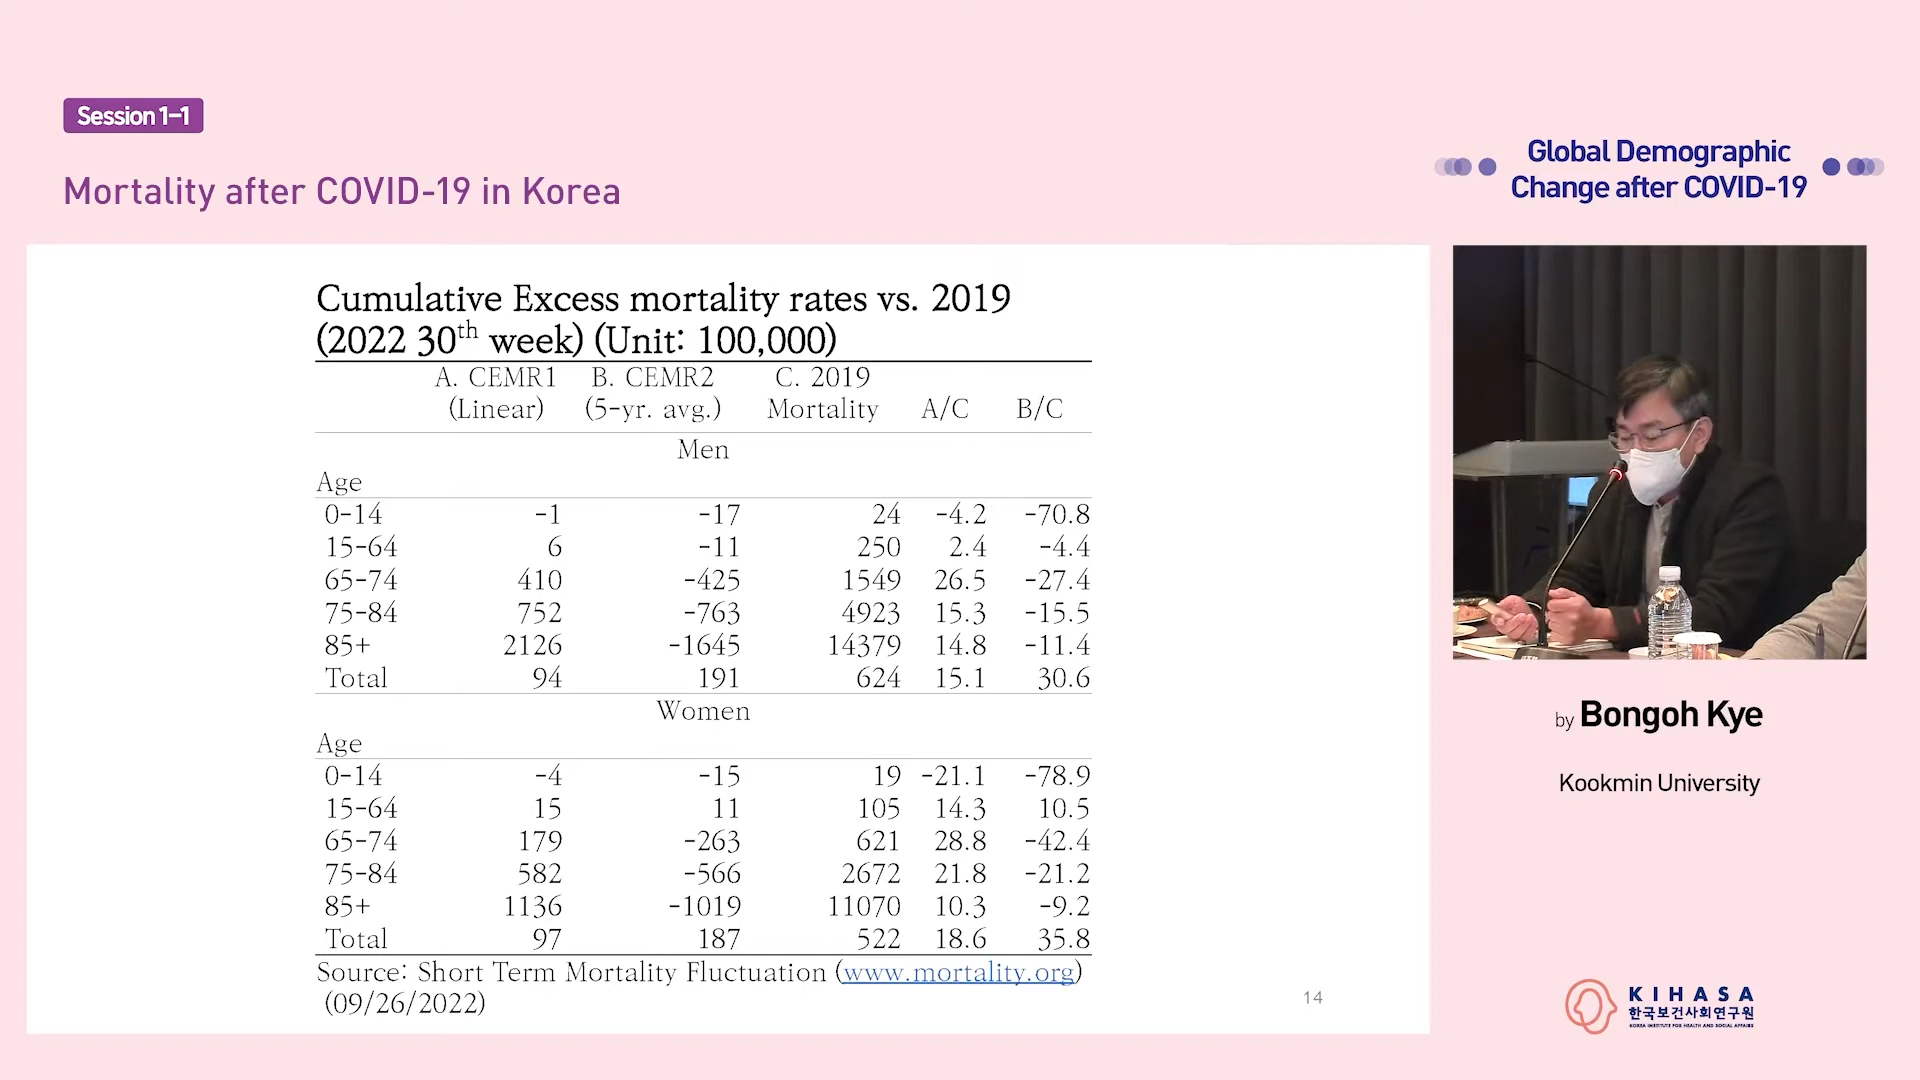 Session 1-1
Mortality after COVID-19 in Korea
Global Demographic
Change after COVID-19
Cumulative Excess mortality rates vs. 2019
(2022 30th week) (Unit: 100,000)
A. CEMR1 B. CEMR2 C. 2019
(Linear) (5-yr. avg.) Mortality A/C B/C
Men
Age
0-14 -1 -17 24 -4.2 -70.8
15-64 6 -11 250 2.4 -4.4
65-74 410 -425 1549 26.5 -27.4
75-84 752 -763 4923 15.3 -15.5
85+ 2126 -1645 14379 14.8 -11.4
Total 94 191 624 15.1 30.6
Women
Age
0-14 -4 -15 19 -21.1 -78.9
15-64 15 11 105 14.3 10.5
65-74 179 -263 621 28.8 -42.4
75-84 582 -566 2672 21.8 -21.2
85+ 1136 -1019 11070 10.3 -9.2
Total 97 187 522 18.6 35.8
Source: Short Term Mortality Fluctuation (www.mortality.org)
(09/26/2022)
14
by Bongoh Kye
Kookmin University
KIHASA
한국보건사회연구원
KOREA INSTITUTE FOR HEALTH AND SOCIAL AFFAIRS